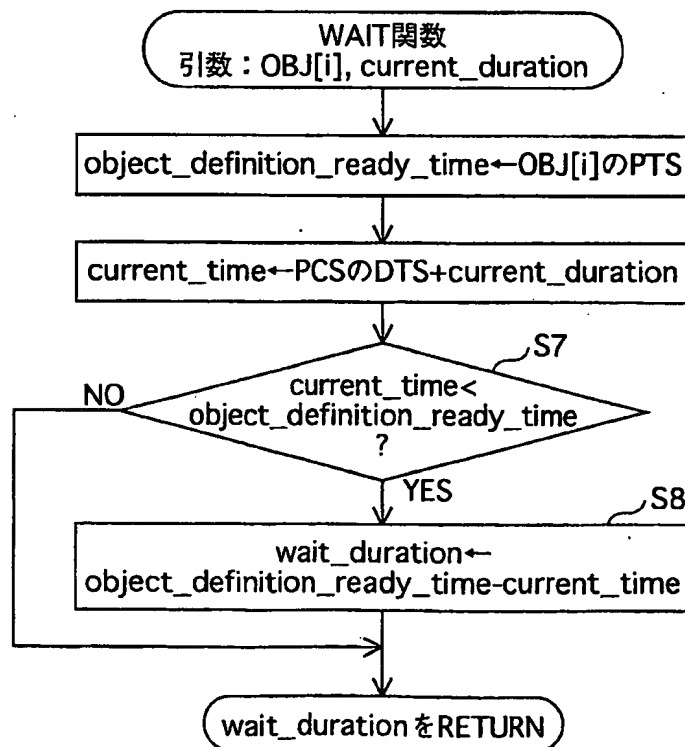 WAIT関数
引数：OBJ[i], current_duration
object_definition_ready_time←OBJ[i]のPTS
current_time←PCSのDTS+current_duration
S7
NO
current_time<
object_definition_ready_time
?
YES
S8
wait_duration←
object_definition_ready_time-current_time
wait_durationをRETURN